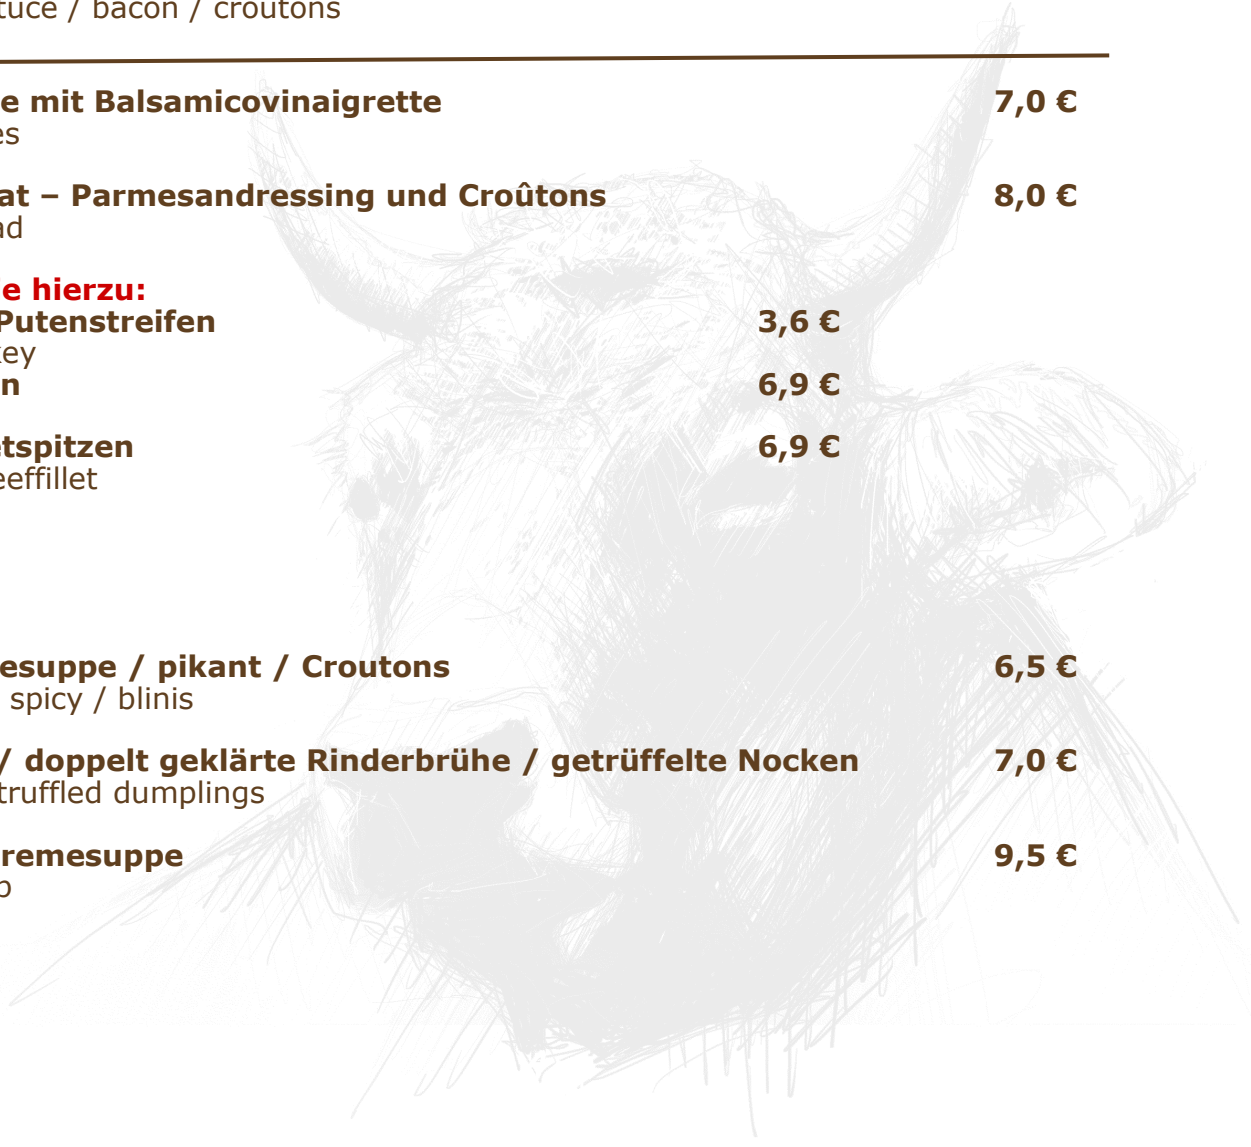 tuce / bacon / croutons
e mit Balsamicovinaigrette 7,0 €
es
at – Parmesandressing und Croûtons 8,0 €
ad
e hierzu:
Putenstreifen 3,6 €
key
n 6,9 €
etspitzen 6,9 €
eeffillet
esuppe / pikant / Croutons 6,5 €
spicy / blinis
/ doppelt geklärte Rinderbrühe / getrüffelte Nocken 7,0 €
truffled dumplings
remesuppe 9,5 €
p